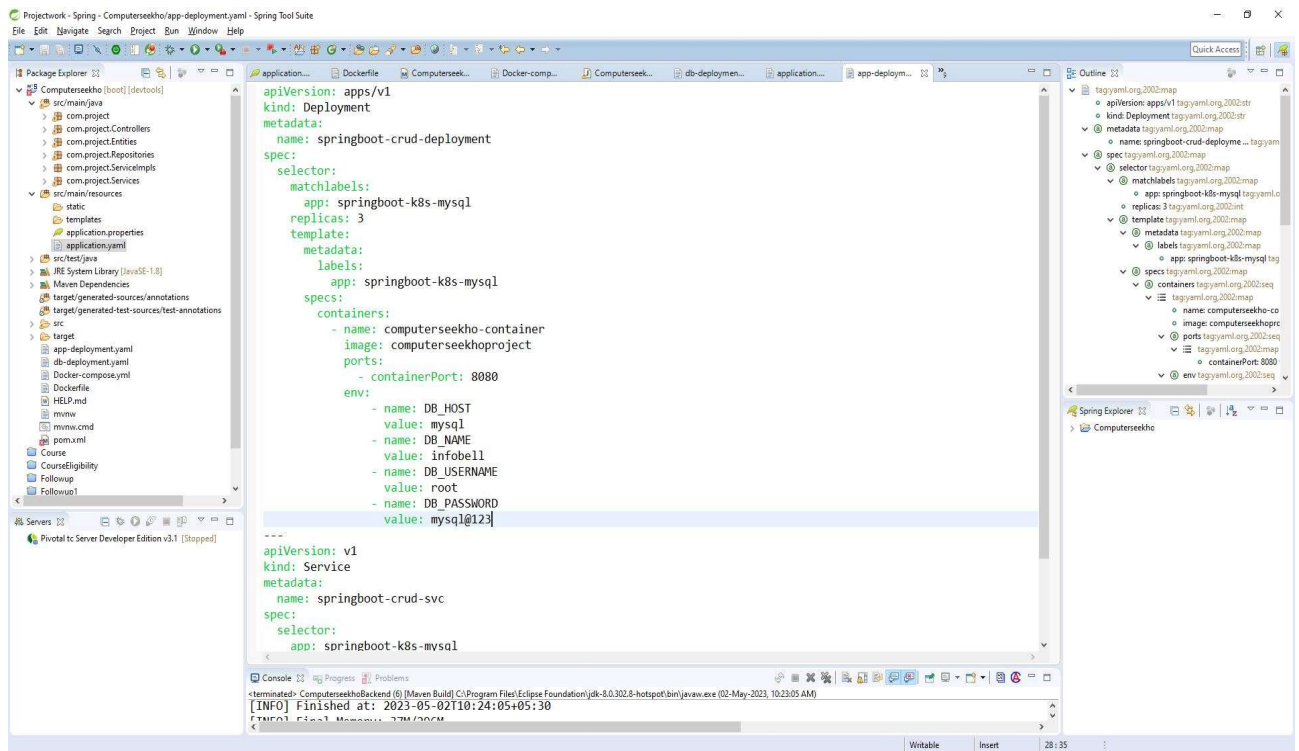 Projectwork - Spring - Computerseekho/app-deployment.yaml - Spring Tool Suite
File Edit Navigate Search Project Run Window Help
Quick Access
Package Explorer
Computerseekho [boot] [devtools]
src/main/java
com.project
com.project.Controllers
com.project.Entities
com.project.Repositories
com.project.ServiceImpls
com.project.Services
src/main/resources
static
templates
application.properties
application.yaml
src/test/java
JRE System Library [JavaSE-1.8]
Maven Dependencies
target/generated-sources/annotations
target/generated-test-sources/test-annotations
src
target
app-deployment.yaml
db-deployment.yaml
Docker-compose.yml
Dockerfile
HELP.md
mvnw
mvnw.cmd
pom.xml
Course
CourseEligibility
Followup
Followup1
Servers
Pivotal tc Server Developer Edition v3.1 [Stopped]
application.... Dockerfile Computerseek... Docker-comp... Computerseek... db-deploymen... application.... app-deploym...
apiVersion: apps/v1
kind: Deployment
metadata:
name: springboot-crud-deployment
spec:
selector:
matchlabels:
app: springboot-k8s-mysql
replicas: 3
template:
metadata:
labels:
app: springboot-k8s-mysql
specs:
containers:
- name: computerseekho-container
image: computerseekhoproject
ports:
- containerPort: 8080
env:
- name: DB_HOST
value: mysql
- name: DB_NAME
value: infobell
- name: DB_USERNAME
value: root
- name: DB_PASSWORD
value: mysql@123
---
apiVersion: v1
kind: Service
metadata:
name: springboot-crud-svc
spec:
selector:
app: springboot-k8s-mysql
Console Progress Problems
<terminated> ComputerseekhoBackend (6) [Maven Build] C:\Program Files\Eclipse Foundation\jdk-8.0.302.8-hotspot\bin\javaw.exe (02-May-2023, 10:23:05 AM)
[INFO] Finished at: 2023-05-02T10:24:05+05:30
[INFO] Final Memory: 37M/296M
Outline
tag:yaml.org,2002:map
apiVersion: apps/v1 tag:yaml.org,2002:str
kind: Deployment tag:yaml.org,2002:str
metadata tag:yaml.org,2002:map
name: springboot-crud-deployme ... tag:yam
spec tag:yaml.org,2002:map
selector tag:yaml.org,2002:map
matchlabels tag:yaml.org,2002:map
app: springboot-k8s-mysql tag:yaml.o
replicas: 3 tag:yaml.org,2002:int
template tag:yaml.org,2002:map
metadata tag:yaml.org,2002:map
labels tag:yaml.org,2002:map
app: springboot-k8s-mysql tag
specs tag:yaml.org,2002:map
containers tag:yaml.org,2002:seq
tag:yaml.org,2002:map
name: computerseekho-co
image: computerseekhoprc
ports tag:yaml.org,2002:seq
tag:yaml.org,2002:map
containerPort: 8080
env tag:yaml.org,2002:seq
Spring Explorer
Computerseekho
Writable Insert 28 : 35